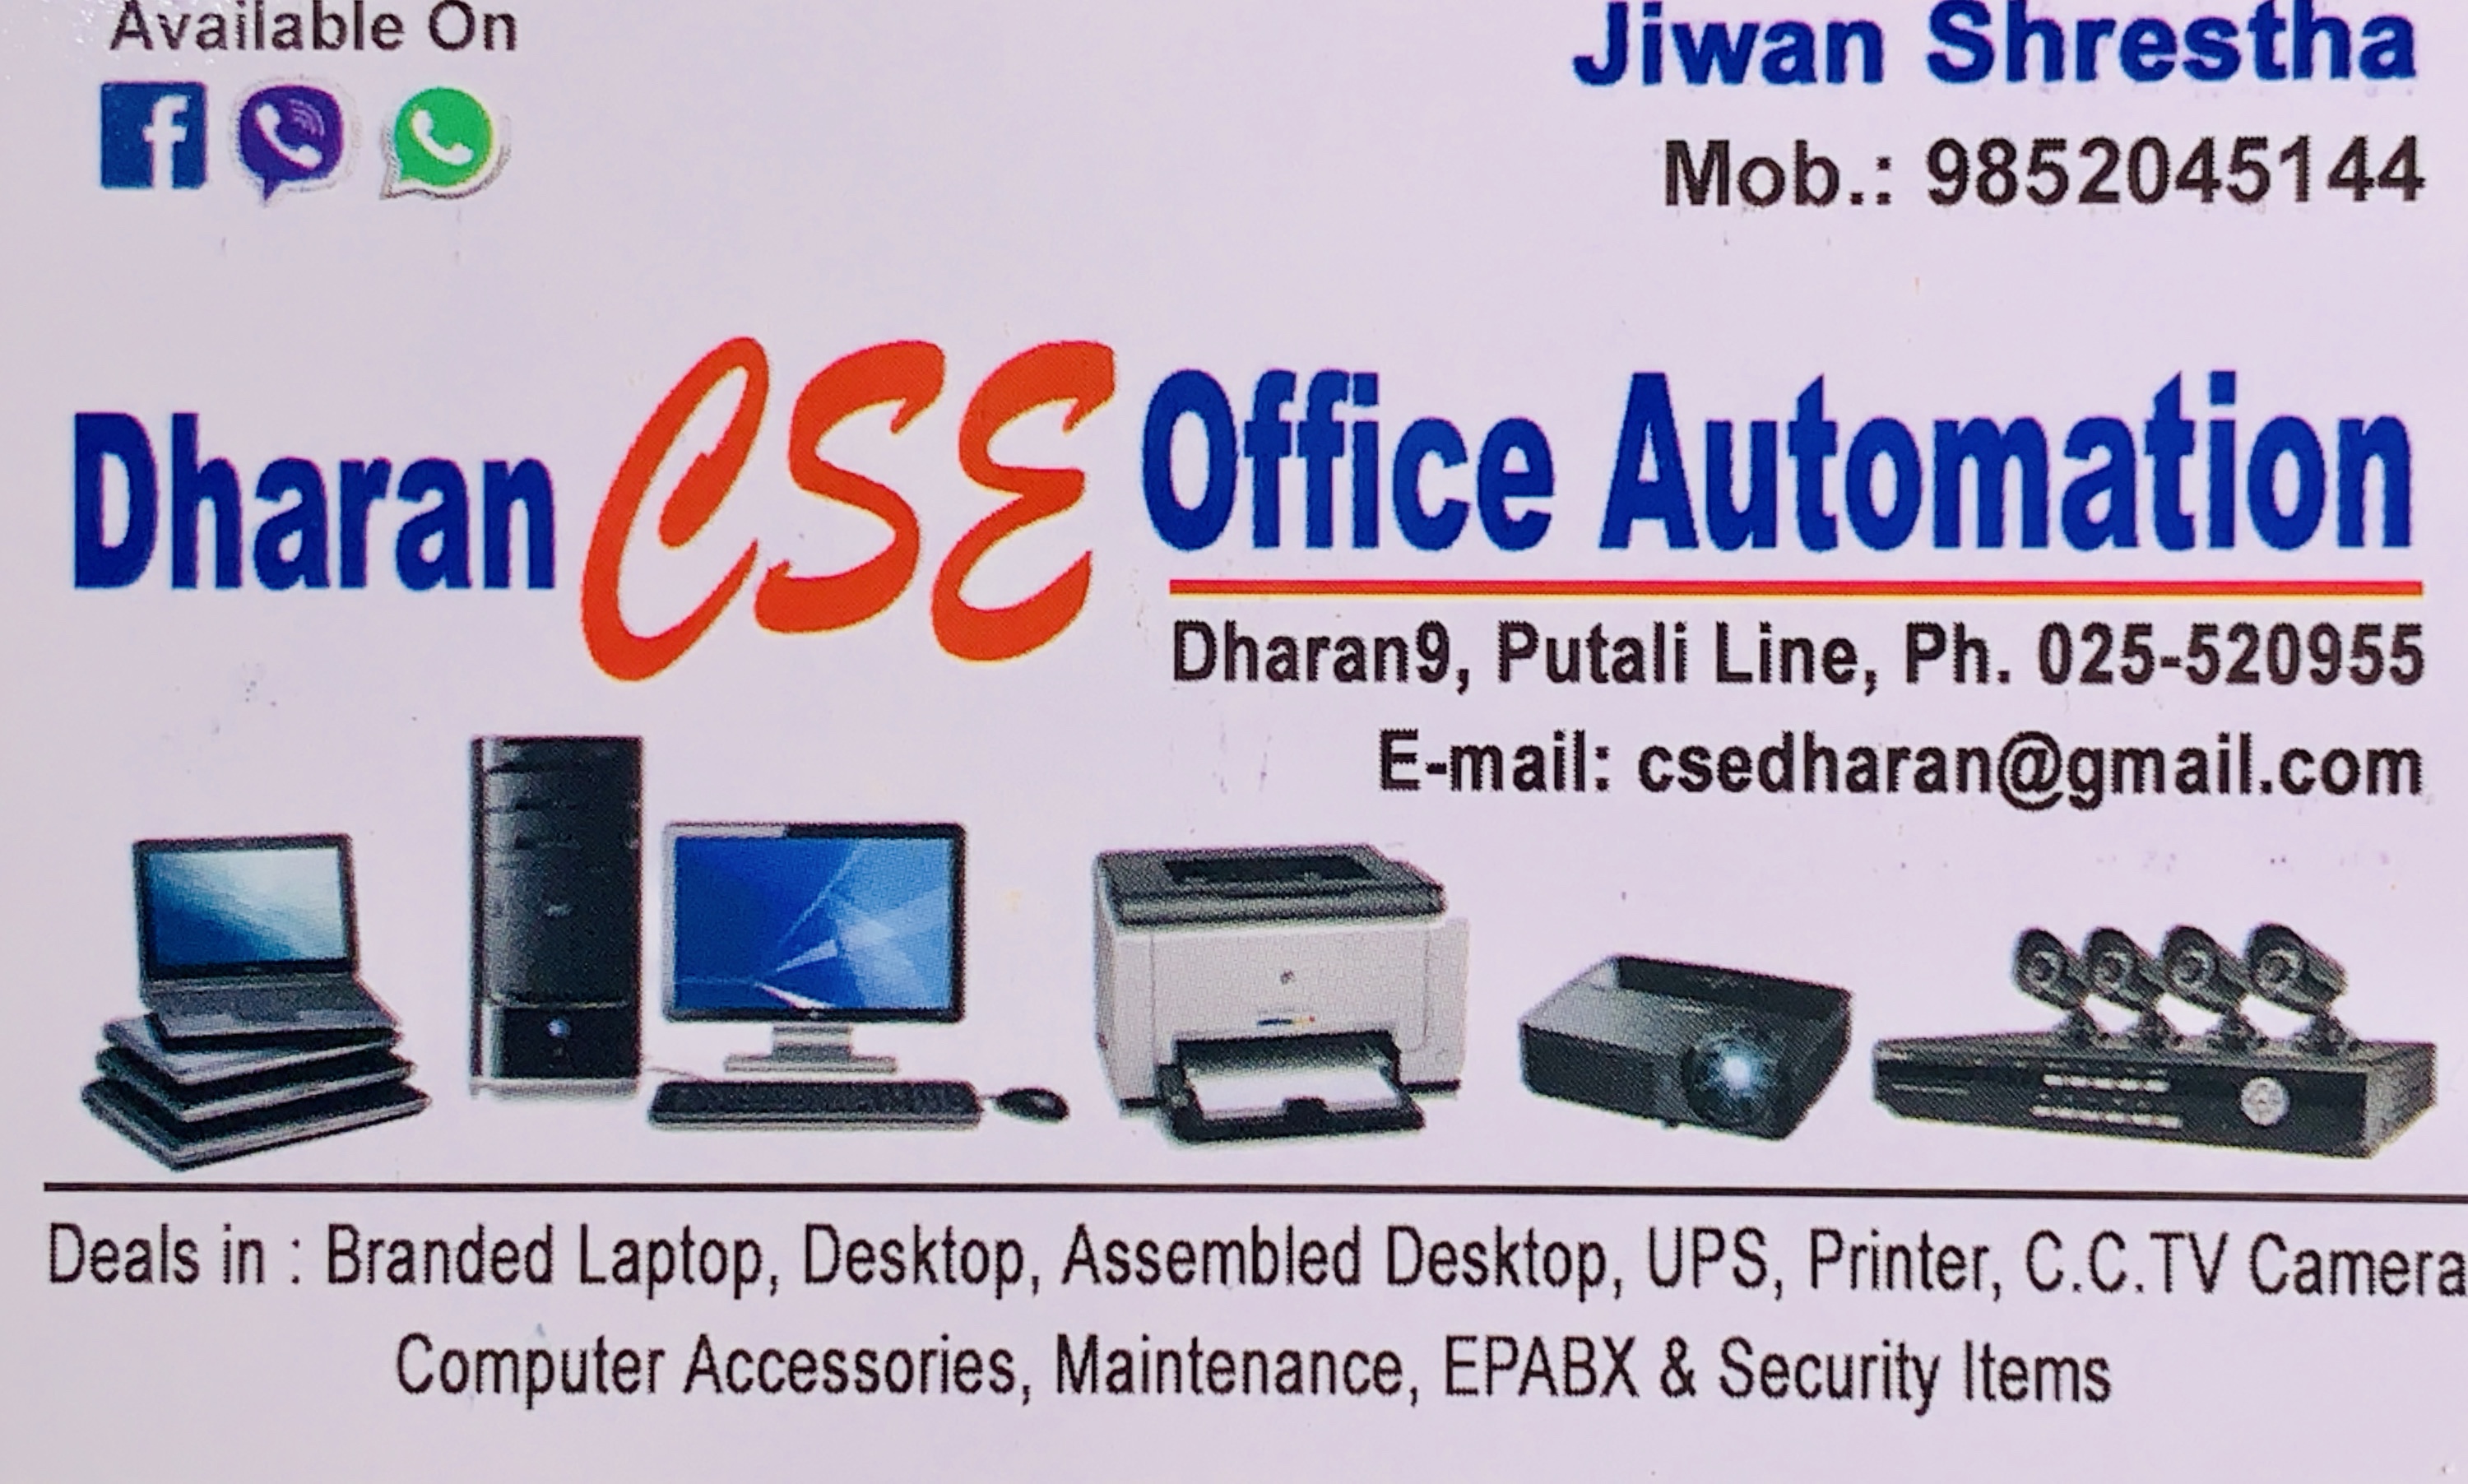 Available On
Jiwan Shrestha
Mob.: 9852045144
Dharan CSE Office Automation
Dharan9, Putali Line, Ph. 025-520955
E-mail: csedharan@gmail.com
Deals in : Branded Laptop, Desktop, Assembled Desktop, UPS, Printer, C.C.TV Camera
Computer Accessories, Maintenance, EPABX & Security Items